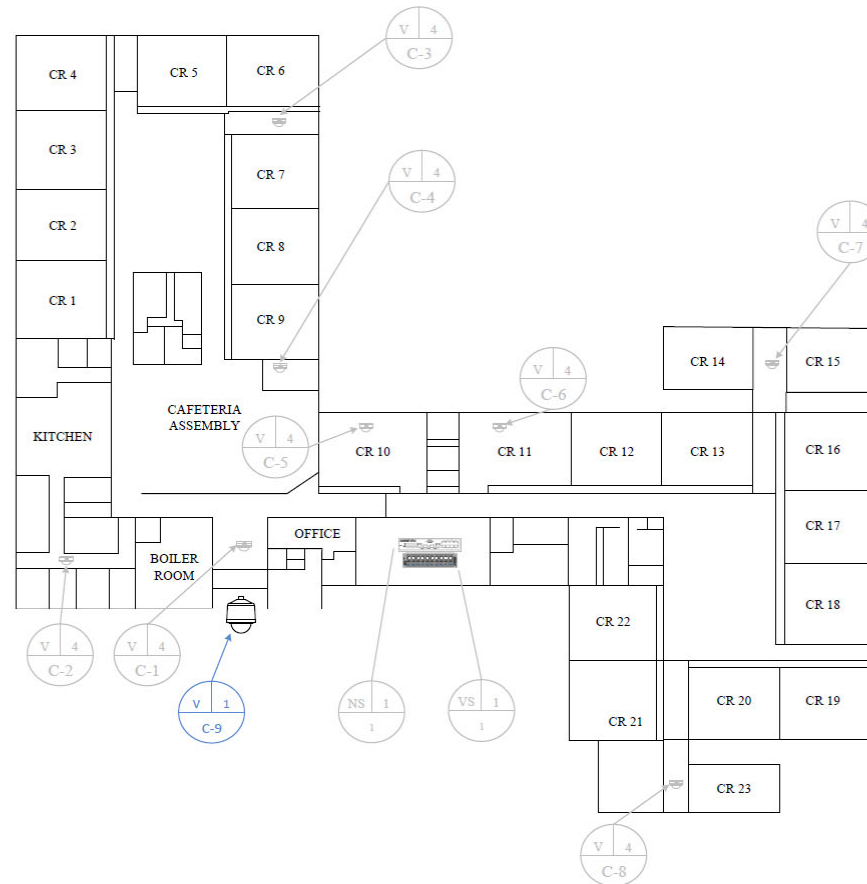 V 4
C-3
CR 4
CR 5
CR 6
CR 3
CR 7
V 4
C-4
CR 2
CR 8
V 4
C-7
CR 1
CR 9
CR 14
CR 15
V 4
C-6
CAFETERIA
ASSEMBLY
KITCHEN
V 4
C-5
CR 10
CR 11
CR 12
CR 13
CR 16
CR 17
OFFICE
BOILER
ROOM
CR 18
CR 22
V 4
C-2
V 4
C-1
V 1
C-9
NS 1
1
VS 1
1
CR 21
CR 20
CR 19
CR 23
V 4
C-8